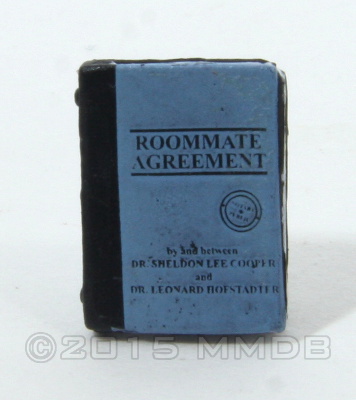 ROOMMATE
AGREEMENT
by and between
DR. SHELDON LEE COOPER
and
DR. LEONARD HOFSTADTER
©2015 MMDB